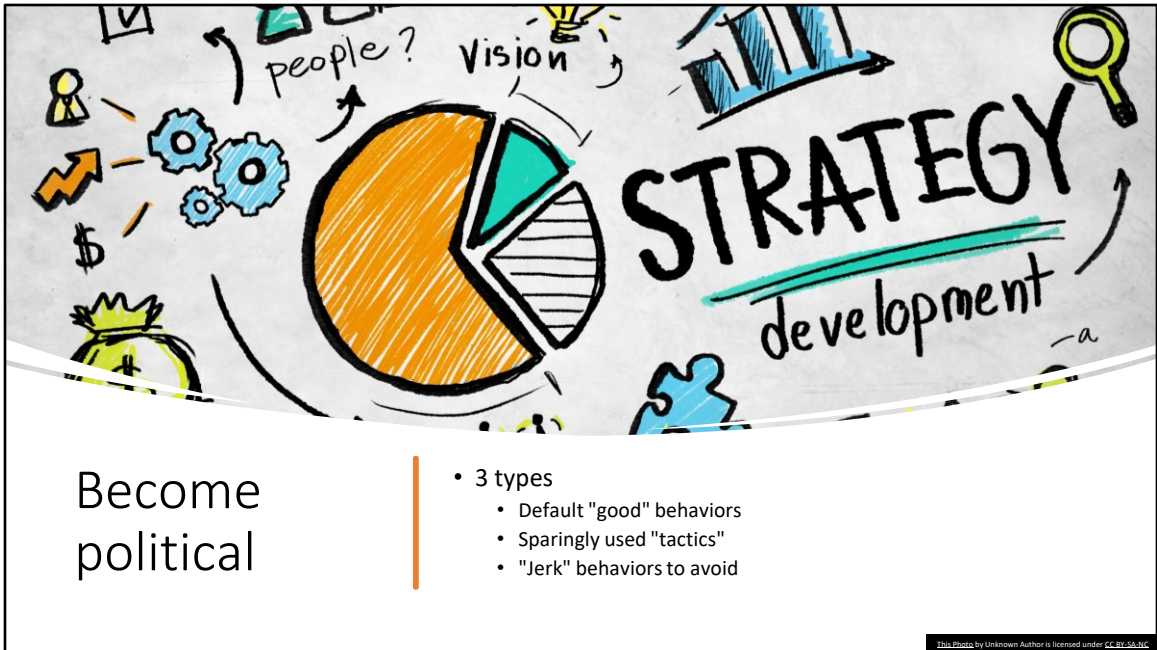 people ?
Vision
$
STRATEGY
development
a
$
Become
political
• 3 types
• Default "good" behaviors
• Sparingly used "tactics"
• "Jerk" behaviors to avoid
This Photo by Unknown Author is licensed under CC BY-SA-NC